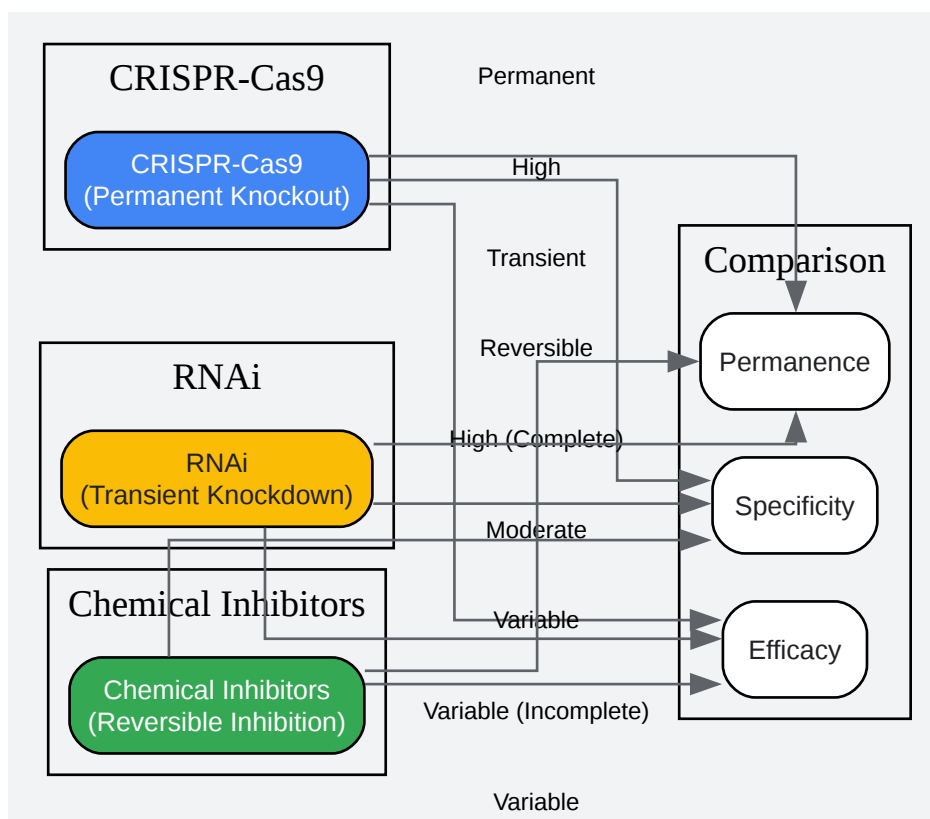 CRISPR-Cas9
CRISPR-Cas9
(Permanent Knockout)
RNAi
RNAi
(Transient Knockdown)
Chemical Inhibitors
Chemical Inhibitors
(Reversible Inhibition)
Permanent
High
Transient
Reversible
High (Complete)
Moderate
Variable
Variable (Incomplete)
Variable
Comparison
Permanence
Specificity
Efficacy